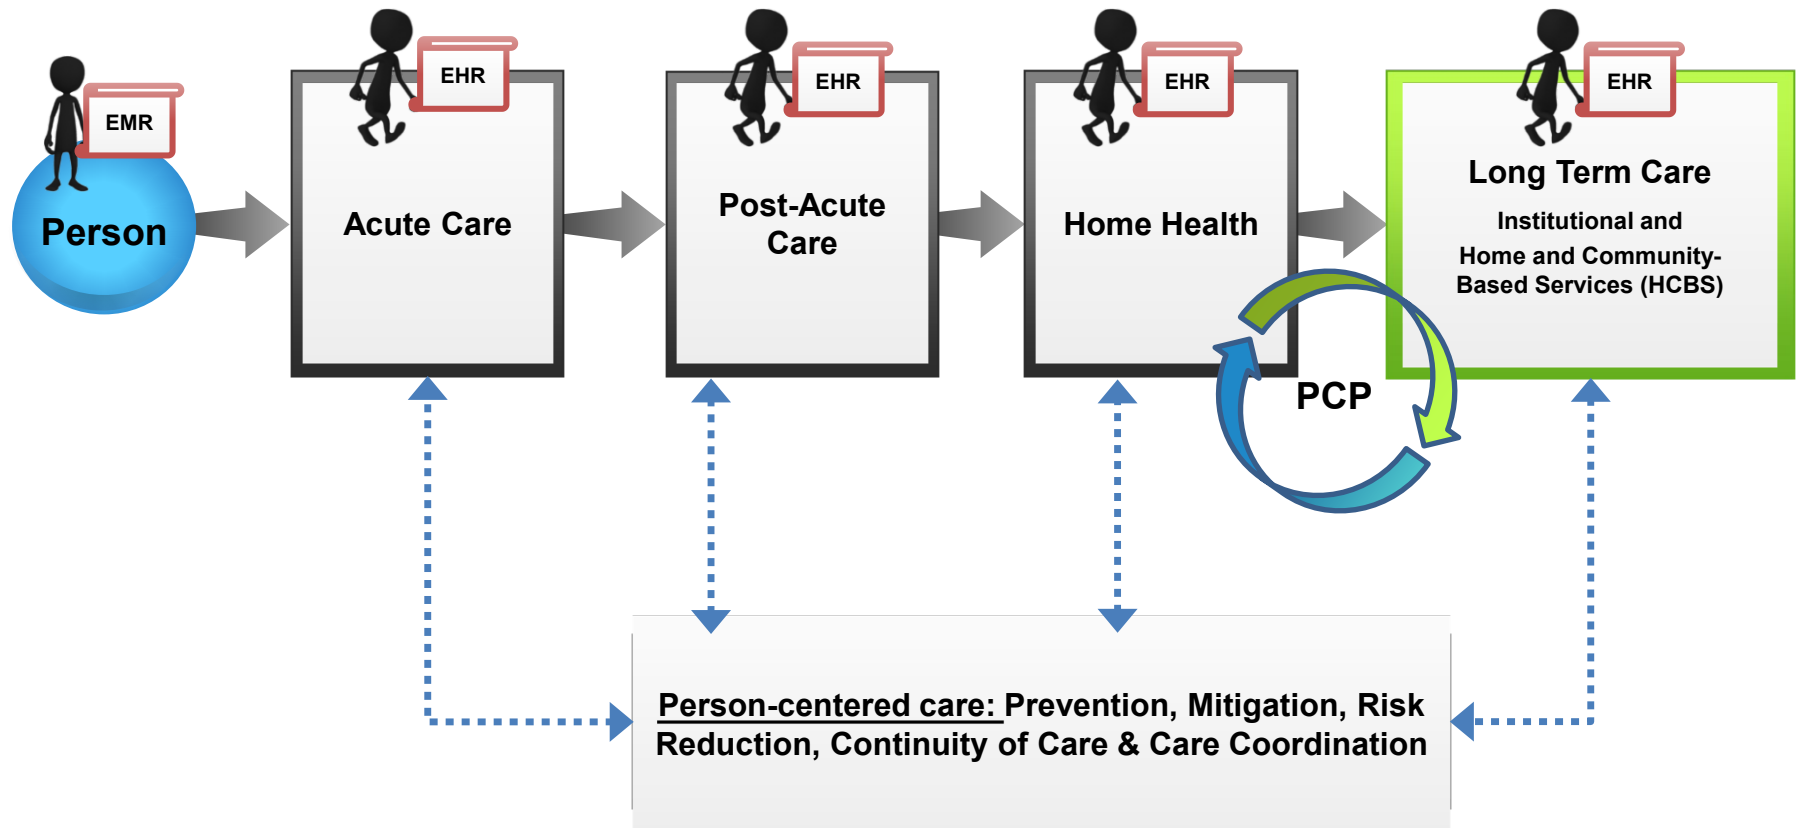 EMR
Person
EHR
Acute Care
EHR
Post-Acute
Care
EHR
Home Health
EHR
Long Term Care
Institutional and
Home and Community-
Based Services (HCBS)
PCP
Person-centered care: Prevention, Mitigation, Risk
Reduction, Continuity of Care & Care Coordination